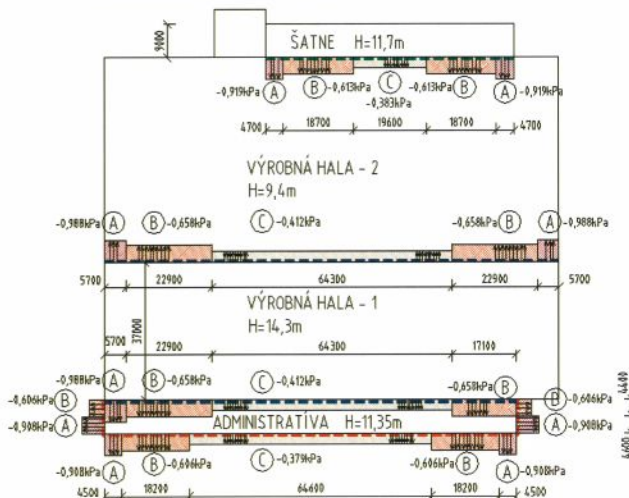 9000
ŠATNE H=11,7m
-0,919kPa A B -0,613kPa C -0,613kPa B A -0,919kPa
-0,383kPa
4700 18700 19600 18700 4700
VÝROBNÁ HALA - 2
H=9,4m
-0,988kPa A B -0,658kPa C -0,412kPa -0,658kPa B A -0,988kPa
5700 22900 64300 22900 5700
VÝROBNÁ HALA - 1
H=14,3m
37000
5700 22900 64300 17100
-0,988kPa A B -0,658kPa C -0,412kPa -0,658kPa B
4400
-0,606kPa B B -0,606kPa
-0,908kPa A ADMINISTRATÍVA H=11,35m A -0,908kPa
4600
-0,908kPa A B -0,606kPa C -0,379kPa -0,606kPa B A -0,908kPa
4500 18200 64600 18200 4500